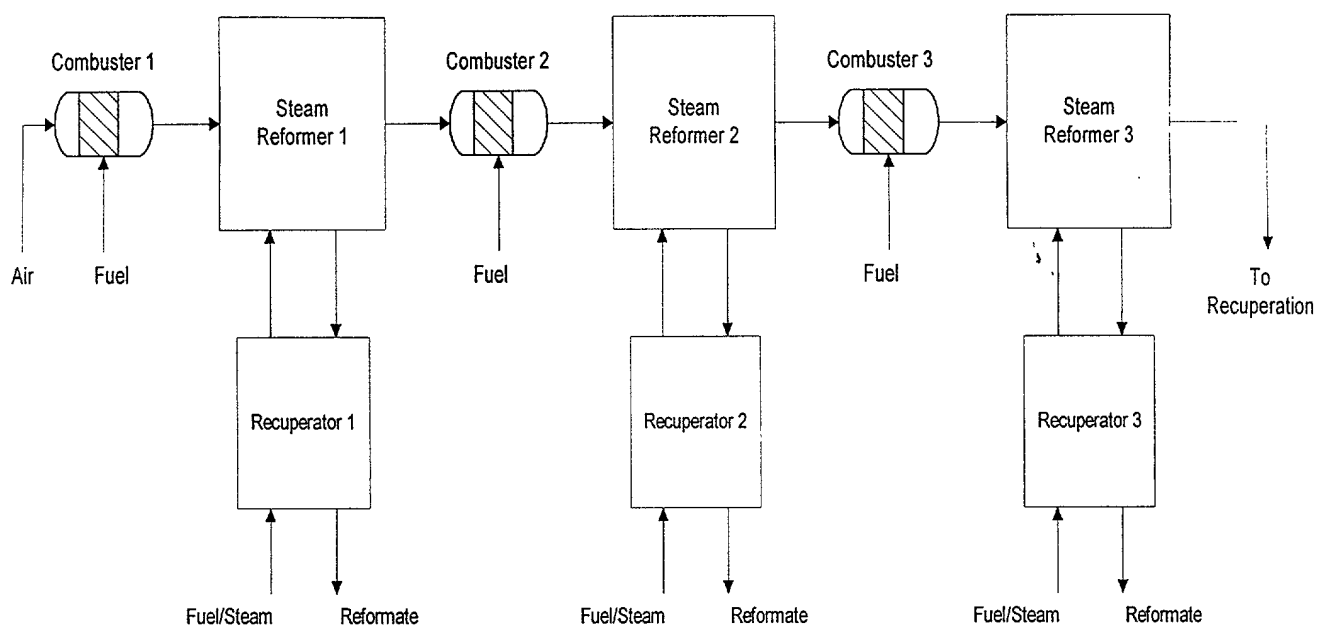 Combuster 1
Combuster 2
Combuster 3
Steam
Reformer 1
Steam
Reformer 2
Steam
Reformer 3
Air
Fuel
Fuel
Fuel
To
Recuperation
Recuperator 1
Recuperator 2
Recuperator 3
Fuel/Steam
Reformate
Fuel/Steam
Reformate
Fuel/Steam
Reformate